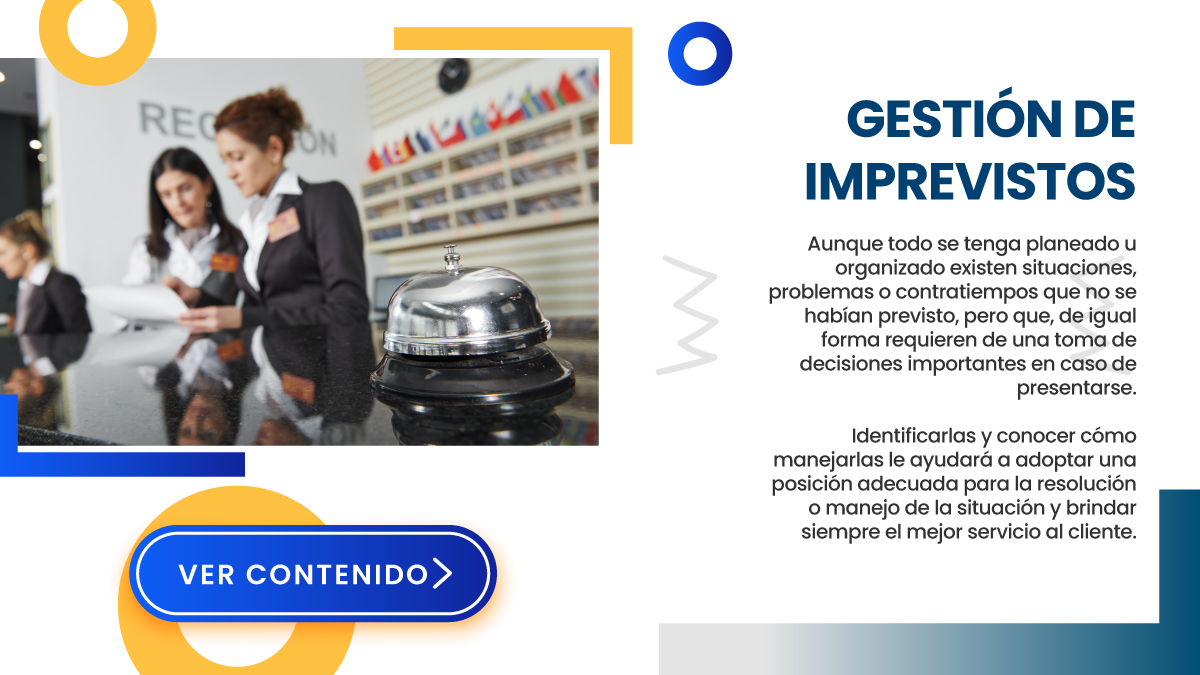 GESTIÓN DE
IMPREVISTOS
Aunque todo se tenga planeado u
organizado existen situaciones,
problemas o contratiempos que no se
habían previsto, pero que, de igual
forma requieren de una toma de
decisiones importantes en caso de
presentarse.
Identificarlas y conocer cómo
manejarlas le ayudará a adoptar una
posición adecuada para la resolución
o manejo de la situación y brindar
siempre el mejor servicio al cliente.
VER CONTENIDO